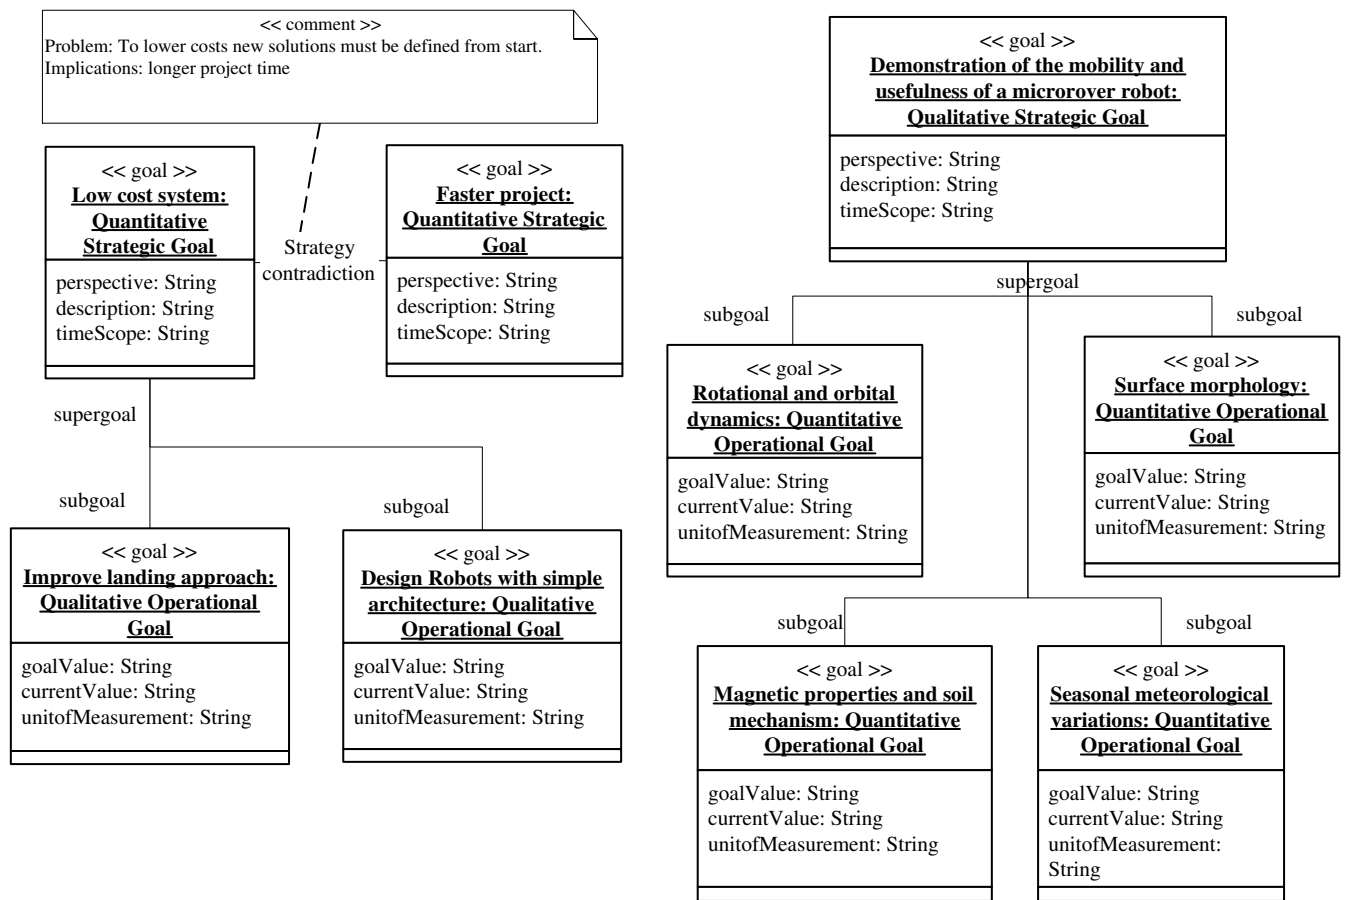 << comment >>
Problem: To lower costs new solutions must be defined from start.
Implications: longer project time
<< goal >>
Low cost system:
Quantitative
Strategic Goal
perspective: String
description: String
timeScope: String
Strategy
contradiction
<< goal >>
Faster project:
Quantitative Strategic
Goal
perspective: String
description: String
timeScope: String
supergoal
subgoal
subgoal
<< goal >>
Improve landing approach:
Qualitative Operational
Goal
goalValue: String
currentValue: String
unitofMeasurement: String
<< goal >>
Design Robots with simple
architecture: Qualitative
Operational Goal
goalValue: String
currentValue: String
unitofMeasurement: String
<< goal >>
Demonstration of the mobility and
usefulness of a microrover robot:
Qualitative Strategic Goal
perspective: String
description: String
timeScope: String
supergoal
subgoal
subgoal
<< goal >>
Rotational and orbital
dynamics: Quantitative
Operational Goal
goalValue: String
currentValue: String
unitofMeasurement: String
<< goal >>
Surface morphology:
Quantitative Operational
Goal
goalValue: String
currentValue: String
unitofMeasurement: String
subgoal
subgoal
<< goal >>
Magnetic properties and soil
mechanism: Quantitative
Operational Goal
goalValue: String
currentValue: String
unitofMeasurement: String
<< goal >>
Seasonal meteorological
variations: Quantitative
Operational Goal
goalValue: String
currentValue: String
unitofMeasurement:
String